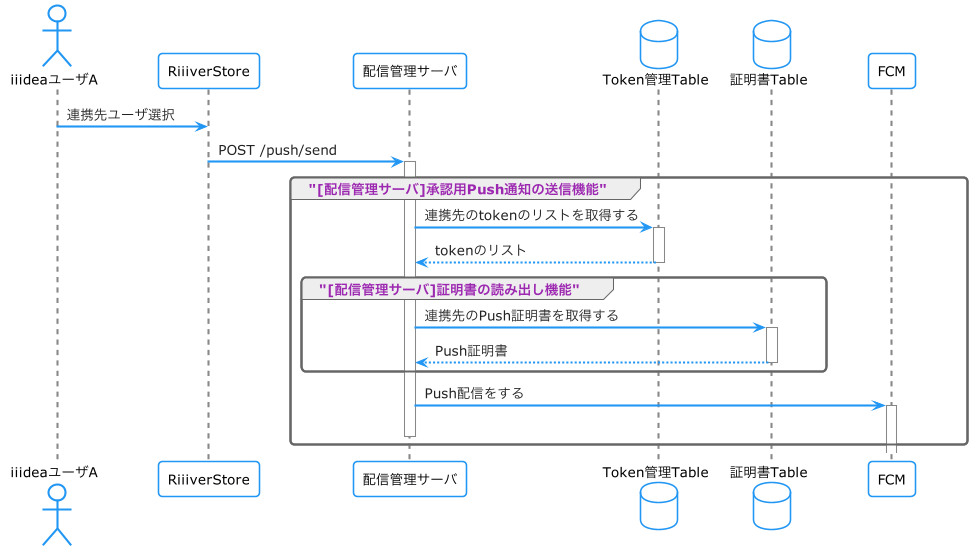 iiideaユーザA
RiiiverStore
配信管理サーバ
Token管理Table
証明書Table
FCM
連携先ユーザ選択
POST /push/send
"[配信管理サーバ]承認用Push通知の送信機能"
連携先のtokenのリストを取得する
tokenのリスト
"[配信管理サーバ]証明書の読み出し機能"
連携先のPush証明書を取得する
Push証明書
Push配信をする
iiideaユーザA
RiiiverStore
配信管理サーバ
Token管理Table
証明書Table
FCM